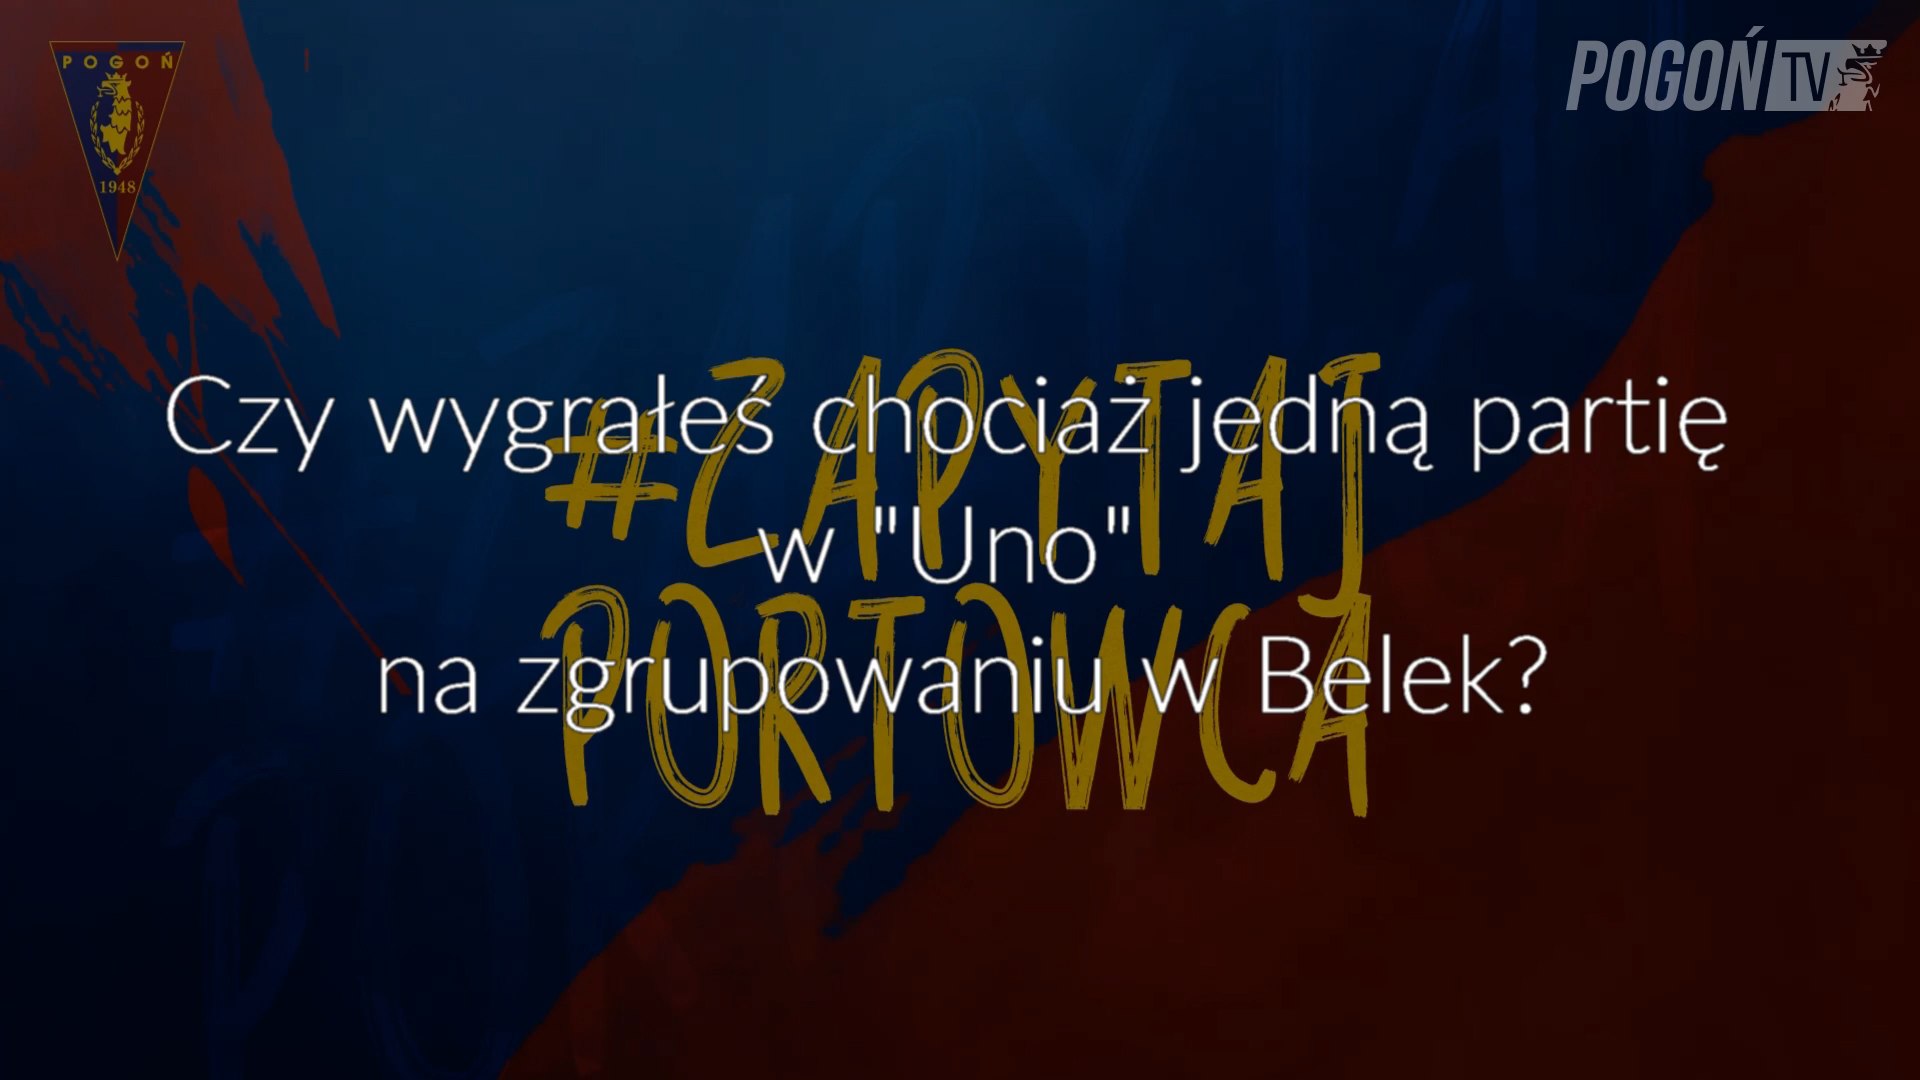 POGOŃ
1948
POGOŃ TV
Czy wygrałeś chociaż jedną partię
w "Uno"
na zgrupowaniu w Belek?
#ZAPYTAJ
PORTOWCA